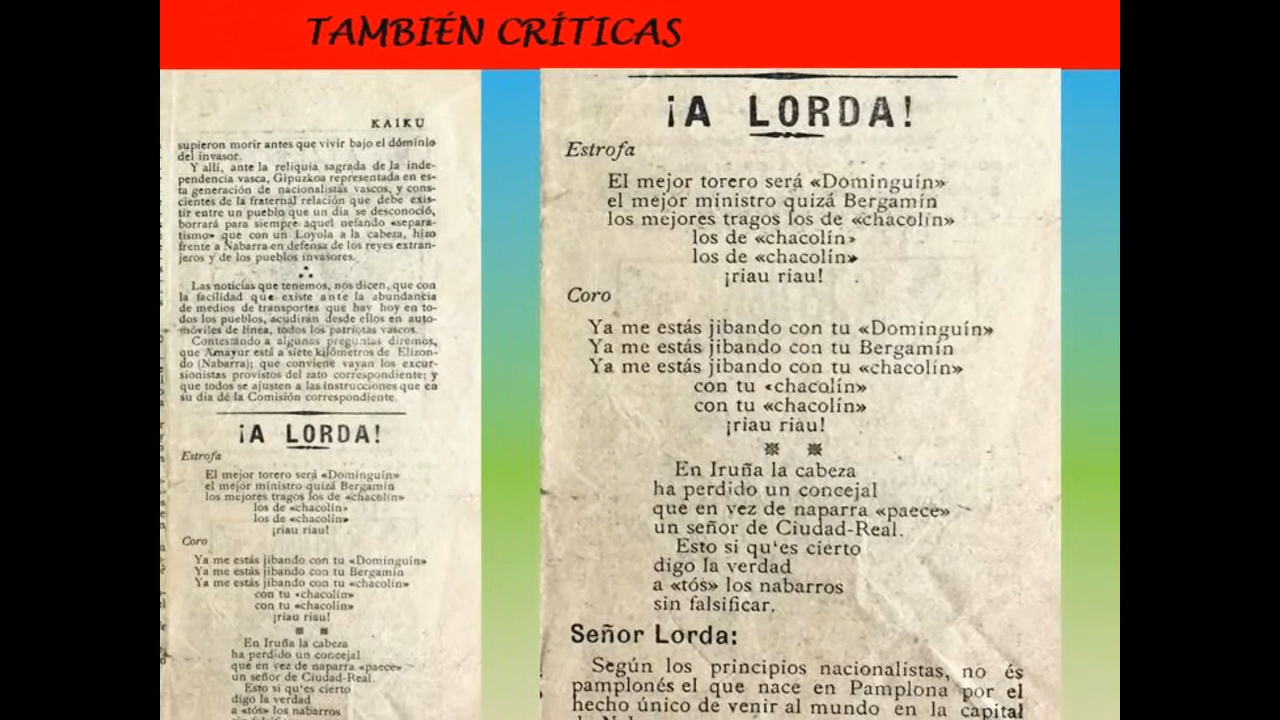 TAMBIÉN CRÍTICAS
KAIKU
supieron morir antes que vivir bajo el dóminio
del invasor.
Y allí, ante la reliquia sagrada de la inde-
pendencia vasca, Gipuzkoa representada en es-
ta generación de nacionalistas vascos, y cons-
cientes de la fraternal relación que debe exis-
tir entre un pueblo que un día se desconoció,
borrará para siempre aquel nefando «separa-
tismo» que con un Loyola a la cabeza, hizo
frente a Nabarra en defensa de los reyes extran-
jeros y de los pueblos invasores.
Las noticias que tenemos, nos dicen, que con
la facilidad que existe ante la abundancia
de medios de transportes que hay hoy en to-
dos los pueblos, acudirán desde ellos en auto-
móviles de línea, todos los patriotas vascos.
Contestando a algunas preguntas diremos,
que Amayur está a siete kilómetros de Elizon-
do (Nabarra); que conviene vayan los excur-
sionistas provistos del zato correspondiente; y
que todos se ajusten a las instrucciones que en
su día dé la Comisión correspondiente.
¡A LORDA!
Estrofa
El mejor torero será «Dominguín»
el mejor ministro quizá Bergamín
los mejores tragos los de «chacolín»
los de «chacolín»
los de «chacolín»
¡riau riau!
Coro
Ya me estás jibando con tu «Dominguín»
Ya me estás jibando con tu Bergamín
Ya me estás jibando con tu «chacolín»
con tu «chacolín»
con tu «chacolín»
¡riau riau!
En Iruña la cabeza
ha perdido un concejal
que en vez de naparra «paece»
un señor de Ciudad-Real.
Esto si qu'es cierto
digo la verdad
a «tós» los nabarros
sin falsific
¡A LORDA!
Estrofa
El mejor torero será «Dominguín»
el mejor ministro quizá Bergamín
los mejores tragos los de «chacolín»
los de «chacolín»
los de «chacolín»
¡riau riau!
Coro
Ya me estás jibando con tu «Dominguín»
Ya me estás jibando con tu Bergamín
Ya me estás jibando con tu «chacolín»
con tu «chacolín»
con tu «chacolín»
¡riau riau!
En Iruña la cabeza
ha perdido un concejal
que en vez de naparra «paece»
un señor de Ciudad-Real.
Esto si qu'es cierto
digo la verdad
a «tós» los nabarros
sin falsificar.
Señor Lorda:
Según los principios nacionalistas, no és
pamplonés el que nace en Pamplona por el
hecho único de venir al mundo en la capital